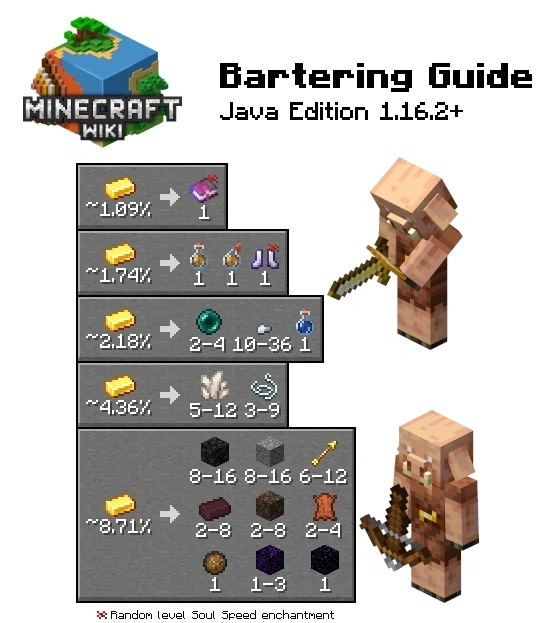 MINECRAFT
WIKI
Bartering Guide
Java Edition 1.16.2+
~1.09%
1
~1.74%
1 1 1
~2.18%
2-4 10-36 1
~4.36%
5-12 3-9
8-16 8-16 6-12
~8.71%
2-8 2-8 2-4
1 1-3 1
Random level Soul Speed enchantment